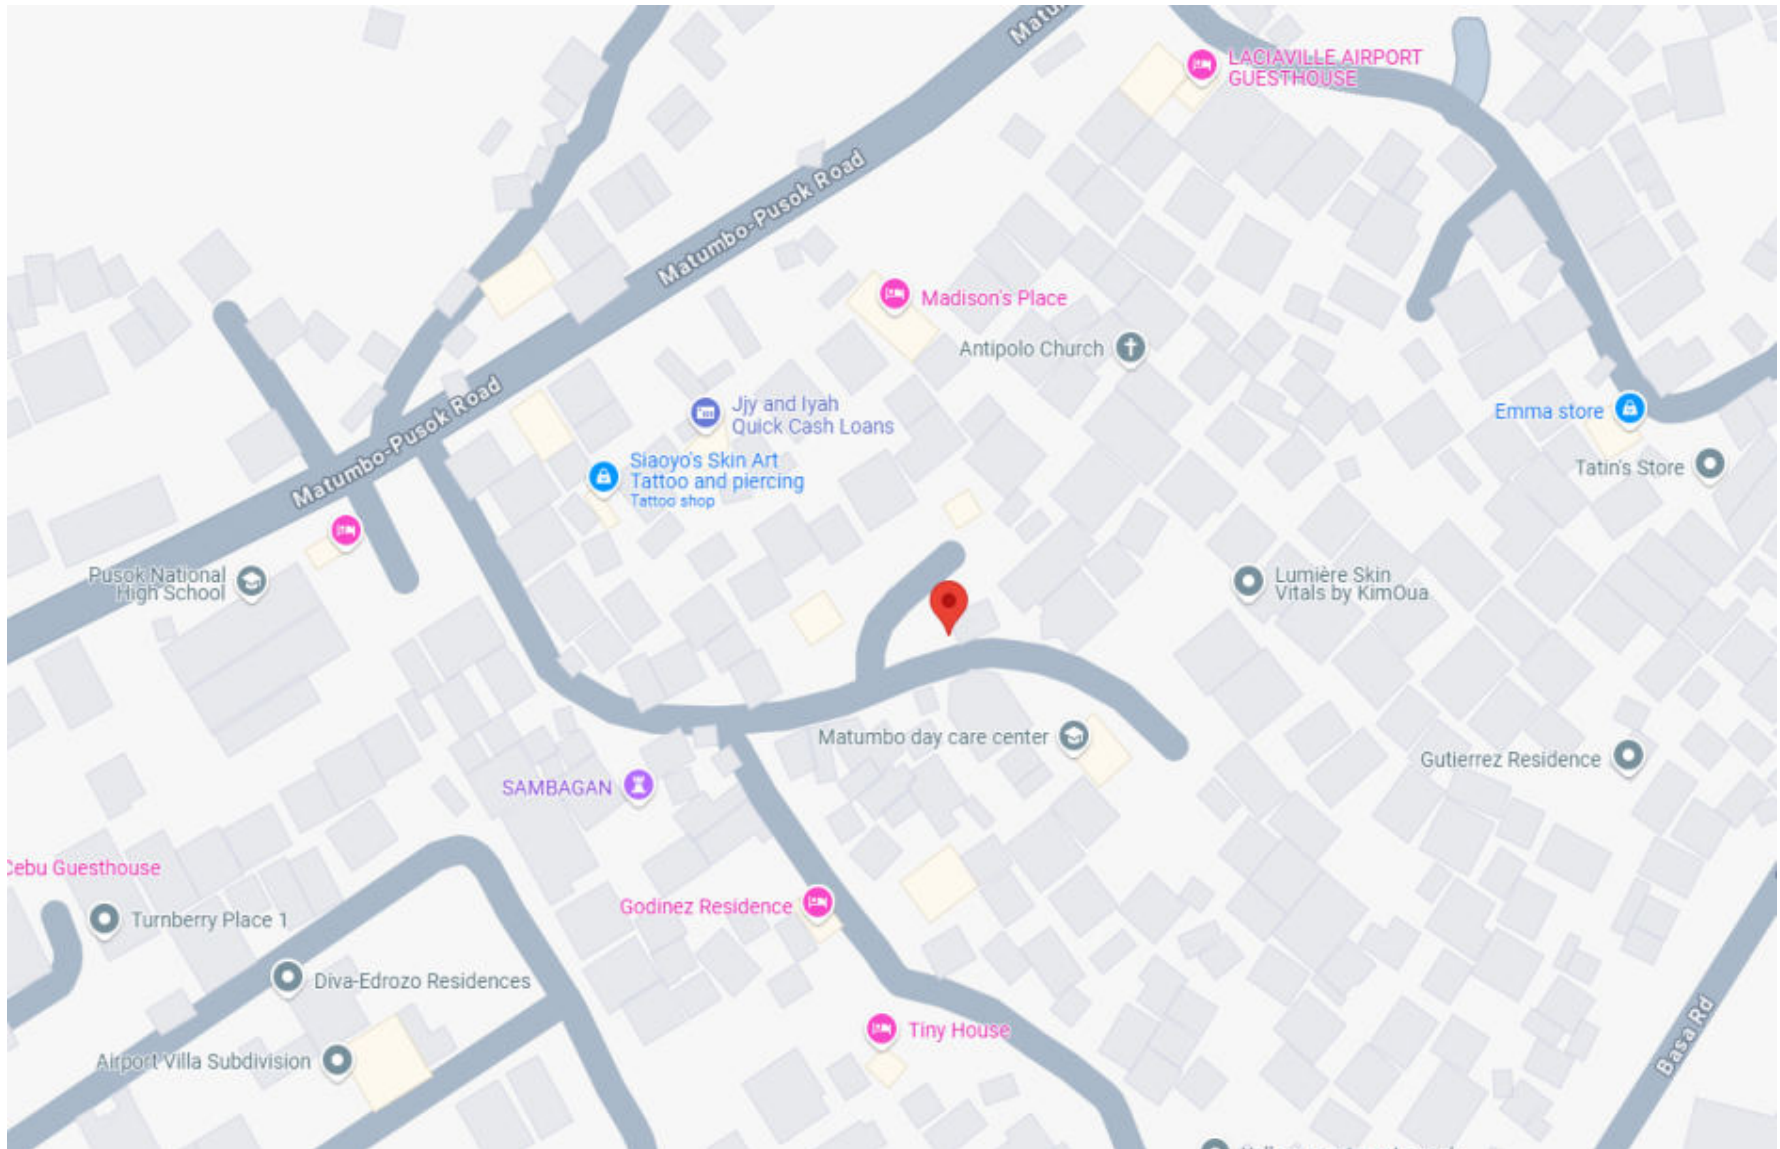 Matu
LACIAVILLE AIRPORT
GUESTHOUSE
Matumbo-Pusok Road
Madison's Place
Antipolo Church
Matumbo-Pusok Road
Jjy and Iyah
Quick Cash Loans
Emma store
Siaoyo's Skin Art
Tattoo and piercing
Tattoo shop
Tatin's Store
Pusok National
High School
Lumière Skin
Vitals by KimOua
Matumbo day care center
Gutierrez Residence
SAMBAGAN
Cebu Guesthouse
Godinez Residence
Turnberry Place 1
Diva-Edrozo Residences
Tiny House
Airport Villa Subdivision
Basa Rd